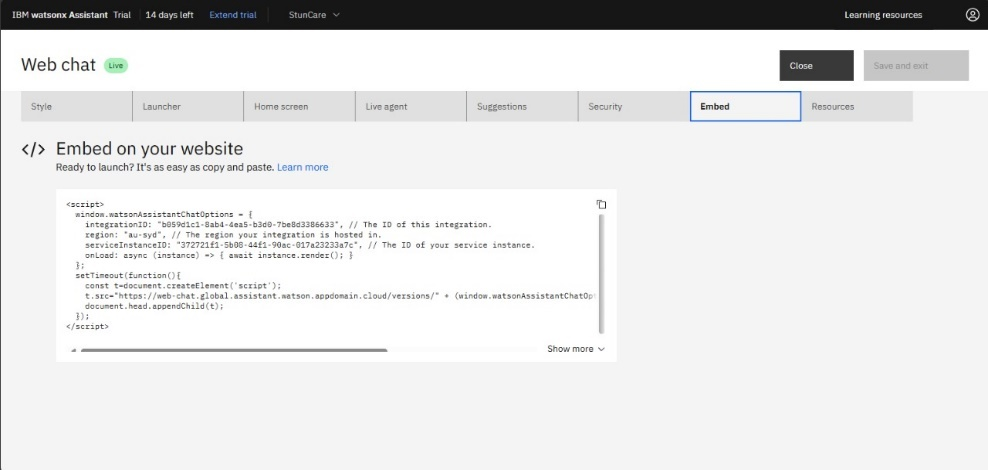 IBM watsonx Assistant Trial 14 days left Extend trial StunCare Learning resources
Web chat Live Close Save and exit
Style Launcher Home screen Live agent Suggestions Security Embed Resources
</> Embed on your website
Ready to launch? It's as easy as copy and paste. Learn more
<script>
window.watsonAssistantChatOptions = {
integrationID: "b059d1c1-8ab4-4ea5-b3d0-7be8d3386633", // The ID of this integration.
region: "au-syd", // The region your integration is hosted in.
serviceInstanceID: "372721f1-5b08-44f1-90ac-017a23233a7c", // The ID of your service instance.
onLoad: async (instance) => { await instance.render(); }
};
setTimeout(function(){
const t=document.createElement('script');
t.src="https://web-chat.global.assistant.watson.appdomain.cloud/versions/" + (window.watsonAssistantChatOp
document.head.appendChild(t);
});
</script>
Show more